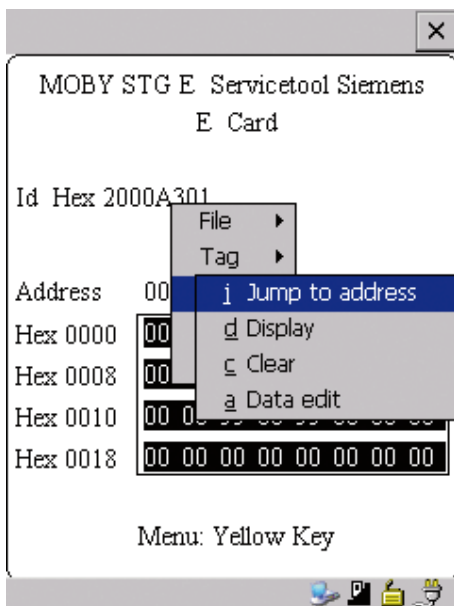 MOBY STG E Servicetool Siemens
E Card
Id Hex 2000A301
File
Tag
Address 00
j Jump to address
Hex 0000 00
d Display
Hex 0008 00
c Clear
a Data edit
Hex 0010 00
Hex 0018 00 00 00 00 00 00 00 00
Menu: Yellow Key